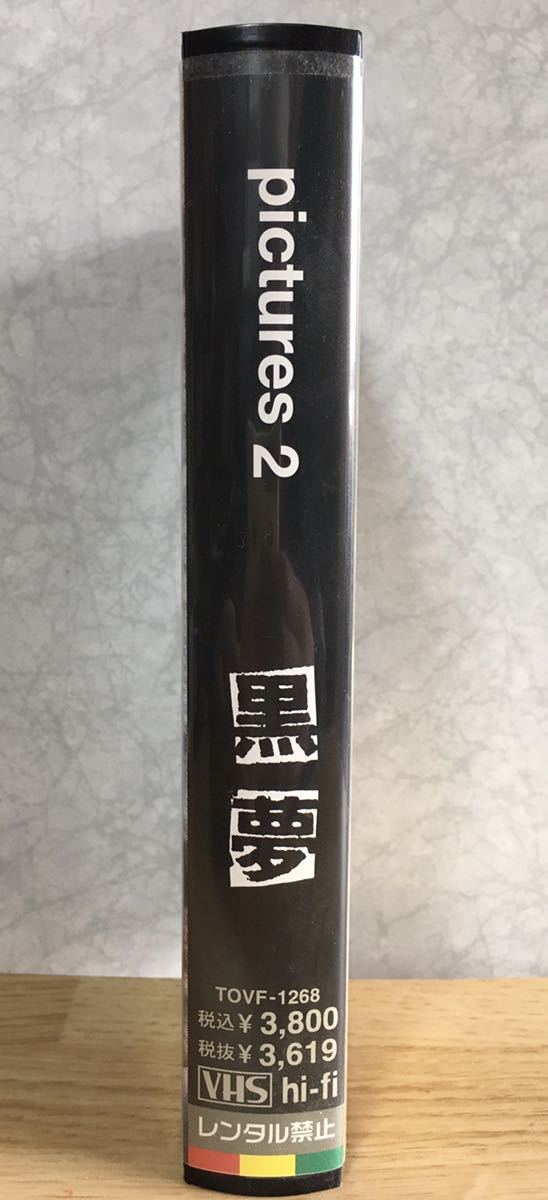 pictures 2
黒夢
TOVF-1268
税込¥3,800
税抜¥3,619
VHS hi-fi
レンタル禁止